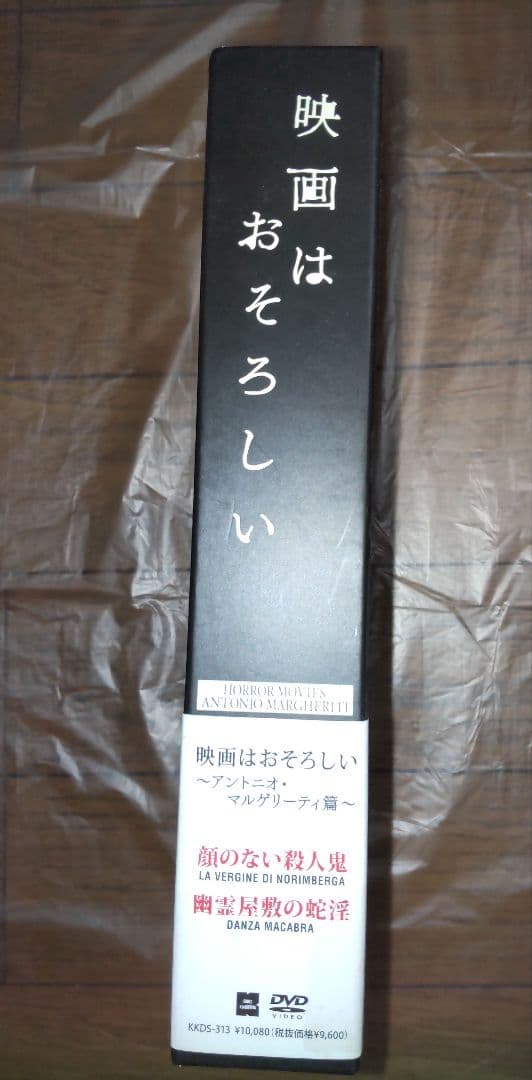 映画は
おそろしい
HORROR MOVIES
ANTONIO MARGHERITI
映画はおそろしい
～アントニオ・
マルゲリーティ篇～
顔のない殺人鬼
LA VERGINE DI NORIMBERGA
幽霊屋敷の蛇淫
DANZA MACABRA
DVD
VIDEO
KKDS-313 ¥10,080(税抜価格¥9,600)